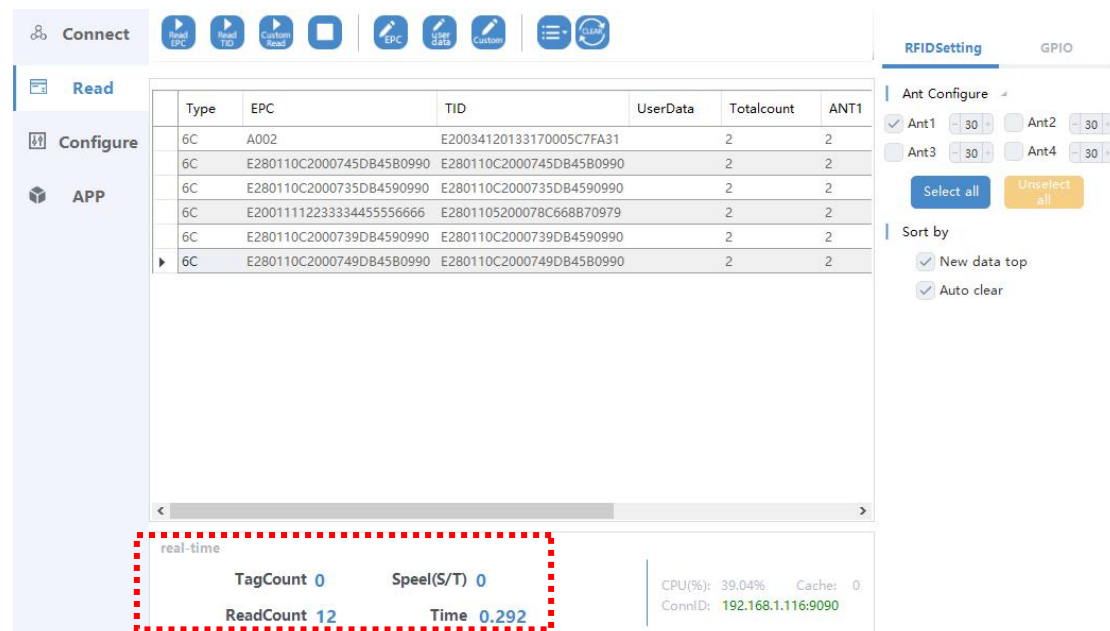 Connect
Read
Configure
APP
Read EPC
Read TID
Custom Read
EPC
user data
Custom
CLEAR
Type EPC TID UserData Totalcount ANT1
6C A002 E20034120133170005C7FA31 2 2
6C E280110C2000745DB45B0990 E280110C2000745DB45B0990 2 2
6C E280110C2000735DB4590990 E280110C2000735DB4590990 2 2
6C E20011112233334455556666 E2801105200078C668B70979 2 2
6C E280110C2000739DB4590990 E280110C2000739DB4590990 2 2
6C E280110C2000749DB45B0990 E280110C2000749DB45B0990 2 2
real-time
TagCount 0 Speel(S/T) 0
ReadCount 12 Time 0.292
CPU(%): 39.04% Cache: 0
ConnID: 192.168.1.116:9090
RFIDSetting GPIO
Ant Configure
Ant1 - 30 + Ant2 - 30 +
Ant3 - 30 + Ant4 - 30 +
Select all Unselect all
Sort by
New data top
Auto clear